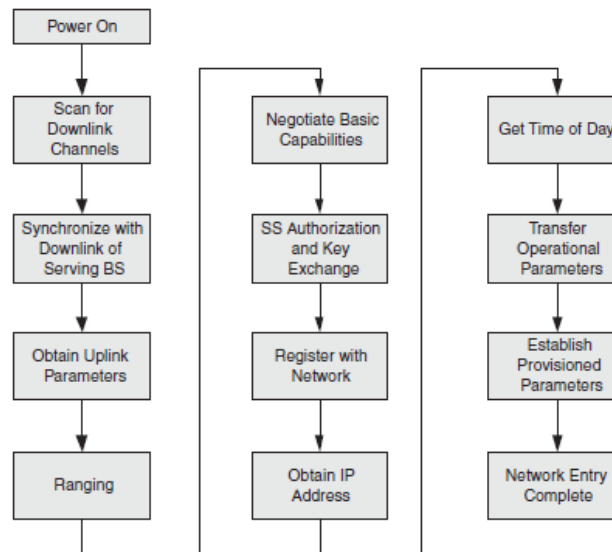 Power On
Scan for
Downlink
Channels
Synchronize with
Downlink of
Serving BS
Obtain Uplink
Parameters
Ranging
Negotiate Basic
Capabilities
SS Authorization
and Key
Exchange
Register with
Network
Obtain IP
Address
Get Time of Day
Transfer
Operational
Parameters
Establish
Provisioned
Parameters
Network Entry
Complete